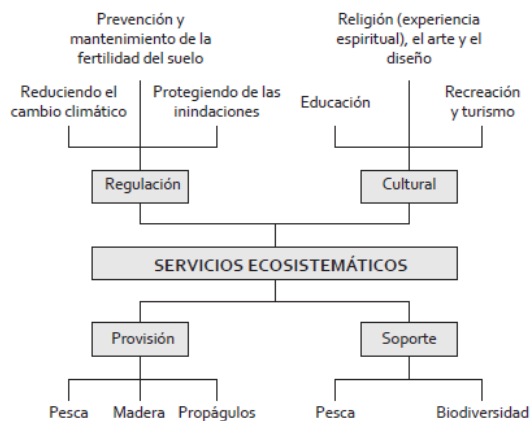 Prevención y
mantenimiento de la
fertilidad del suelo
Religión (experiencia
espiritual), el arte y el
diseño
Reduciendo el
cambio climático
Protegiendo de las
inindaciones
Educación
Recreación
y turismo
Regulación
Cultural
SERVICIOS ECOSISTEMÁTICOS
Provisión
Soporte
Pesca
Madera
Propágulos
Pesca
Biodiversidad